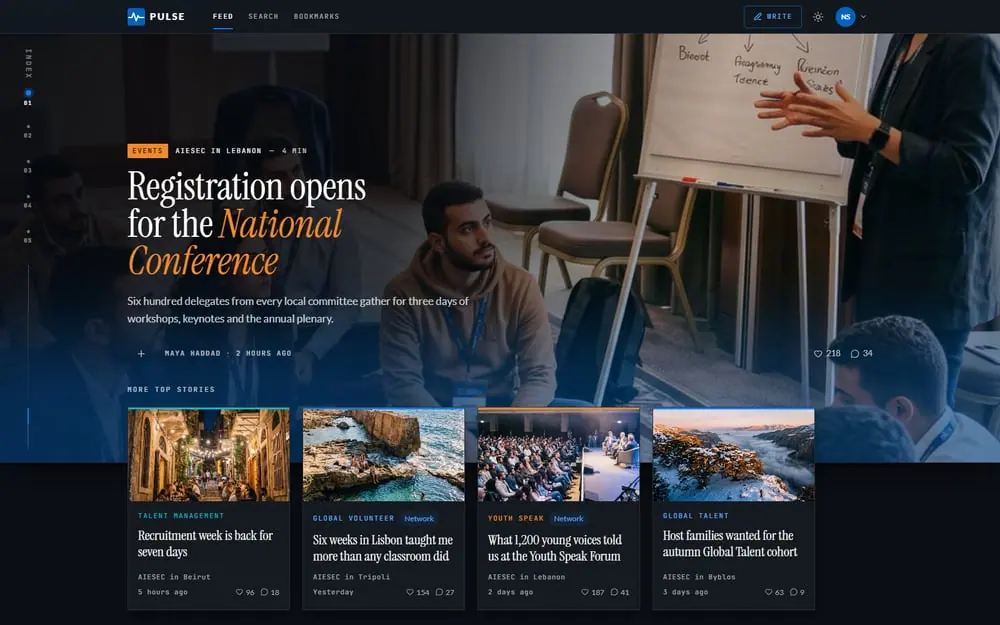 PULSE
FEED
SEARCH
BOOKMARKS
WRITE
NS
INDEX
01
02
03
04
05
EVENTS AIESEC IN LEBANON — 4 MIN
Registration opens
for the National
Conference
Six hundred delegates from every local committee gather for three days of
workshops, keynotes and the annual plenary.
+ MAYA HADDAD · 2 HOURS AGO
218 34
MORE TOP STORIES
TALENT MANAGEMENT
Recruitment week is back for
seven days
AIESEC in Beirut
5 hours ago 96 18
GLOBAL VOLUNTEER Network
Six weeks in Lisbon taught me
more than any classroom did
AIESEC in Tripoli
Yesterday 154 27
YOUTH SPEAK Network
What 1,200 young voices told
us at the Youth Speak Forum
AIESEC in Lebanon
2 days ago 187 41
GLOBAL TALENT
Host families wanted for the
autumn Global Talent cohort
AIESEC in Byblos
3 days ago 63 9